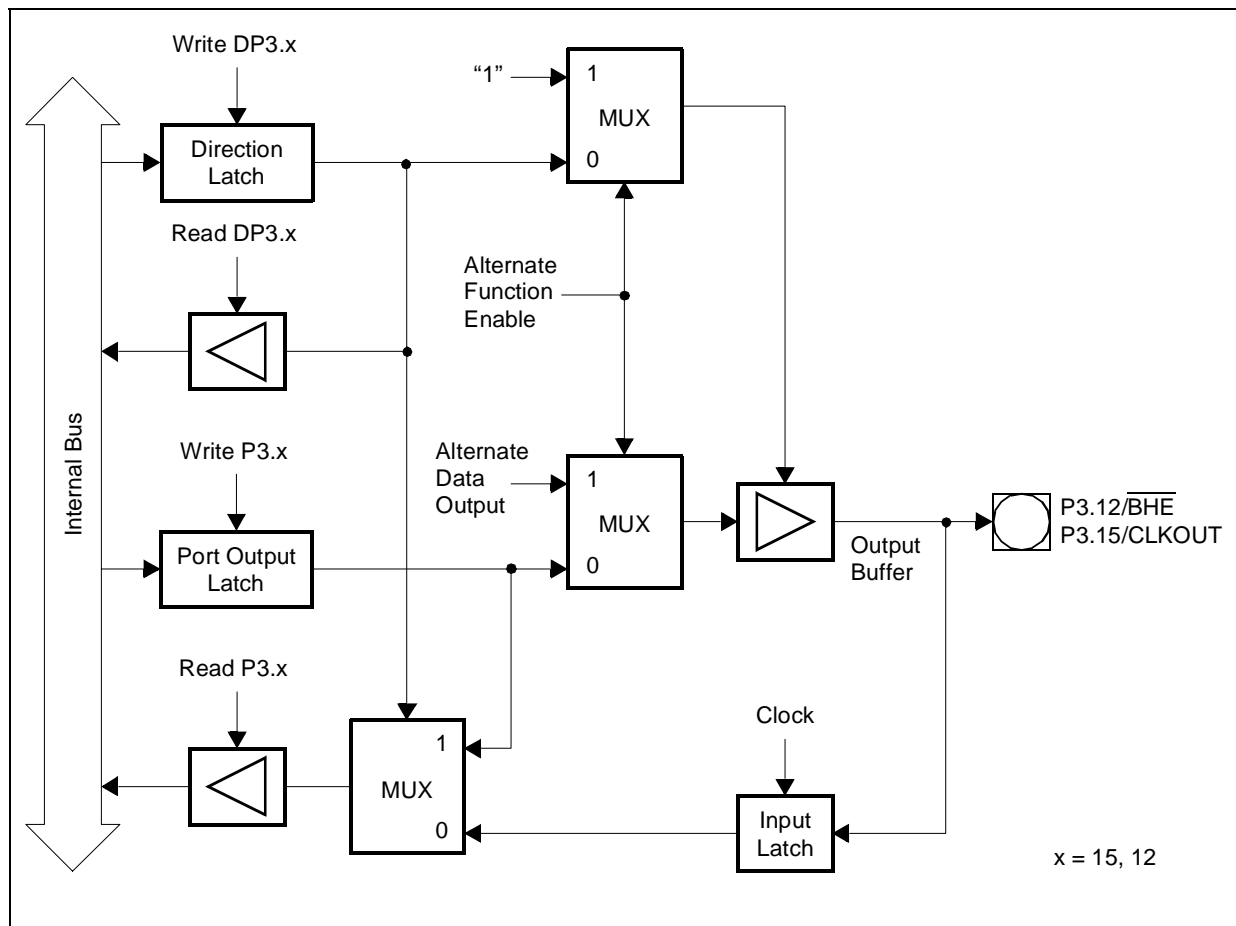 Write DP3.x
“1”
1
MUX
0
Direction
Latch
Read DP3.x
Alternate
Function
Enable
Internal Bus
Write P3.x
Alternate
Data
Output
1
MUX
0
P3.12/B̅H̅E̅
P3.15/CLKOUT
Output
Buffer
Port Output
Latch
Read P3.x
Clock
1
MUX
0
Input
Latch
x = 15, 12